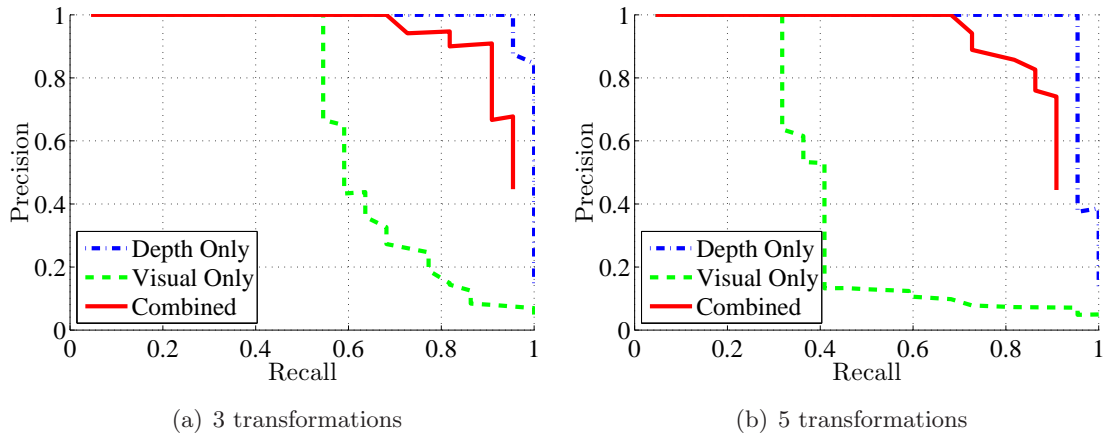 1
0.8
0.6
0.4
0.2
0
Precision
0 0.2 0.4 0.6 0.8 1
Recall
Depth Only
Visual Only
Combined
(a) 3 transformations
1
0.8
0.6
0.4
0.2
0
Precision
0 0.2 0.4 0.6 0.8 1
Recall
Depth Only
Visual Only
Combined
(b) 5 transformations